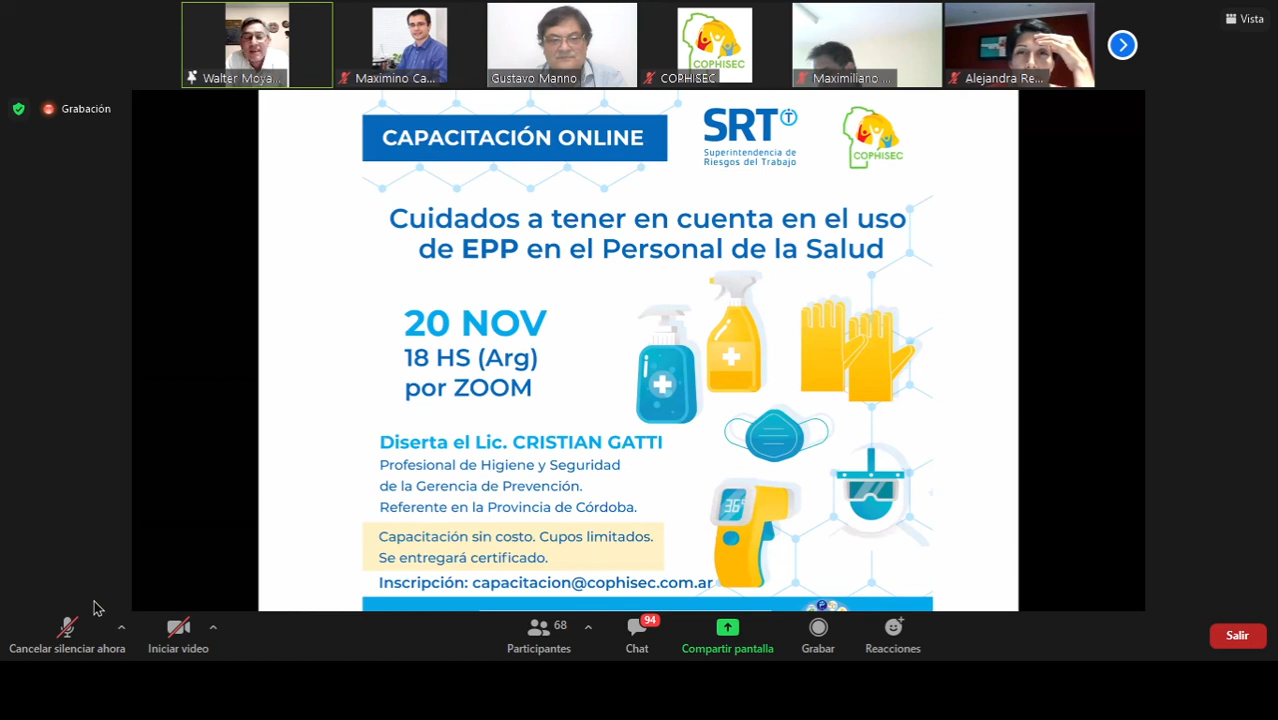 Walter Moya...
Maximino Ca...
Gustavo Manno
COPHISEC
COPHISEC
Maximiliano ...
Alejandra Re...
Vista
Grabación
CAPACITACIÓN ONLINE
SRT
Superintendencia de
Riesgos del Trabajo
COPHISEC
Cuidados a tener en cuenta en el uso
de EPP en el Personal de la Salud
20 NOV
18 HS (Arg)
por ZOOM
36°
Diserta el Lic. CRISTIAN GATTI
Profesional de Higiene y Seguridad
de la Gerencia de Prevención.
Referente en la Provincia de Córdoba.
Capacitación sin costo. Cupos limitados.
Se entregará certificado.
Inscripción: capacitacion@cophisec.com.ar
Cancelar silenciar ahora
Iniciar video
68
Participantes
94
Chat
Compartir pantalla
Grabar
Reacciones
Salir